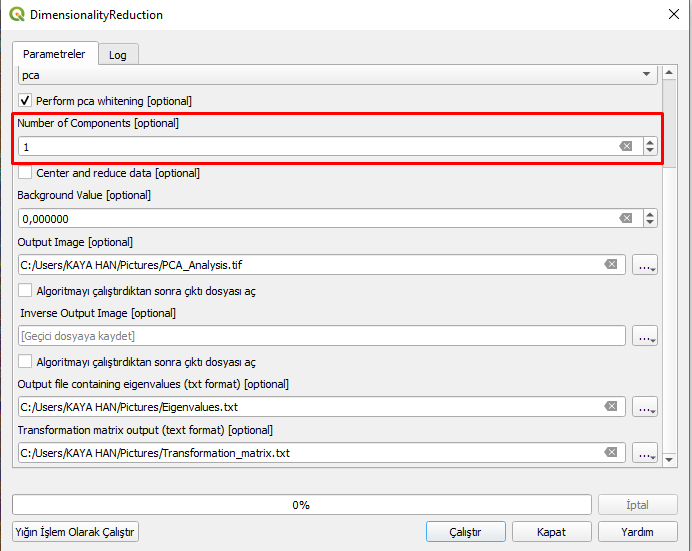 DimensionalityReduction
Parametreler
Log
pca
Perform pca whitening [optional]
Number of Components [optional]
1
Center and reduce data [optional]
Background Value [optional]
0,000000
Output Image [optional]
C:/Users/KAYA HAN/Pictures/PCA_Analysis.tif
...
Algoritmayı çalıştırdıktan sonra çıktı dosyası aç
Inverse Output Image [optional]
[Geçici dosyaya kaydet]
...
Algoritmayı çalıştırdıktan sonra çıktı dosyası aç
Output file containing eigenvalues (txt format) [optional]
C:/Users/KAYA HAN/Pictures/Eigenvalues.txt
...
Transformation matrix output (text format) [optional]
C:/Users/KAYA HAN/Pictures/Transformation_matrix.txt
...
0%
İptal
Yığın İşlem Olarak Çalıştır
Çalıştır
Kapat
Yardım